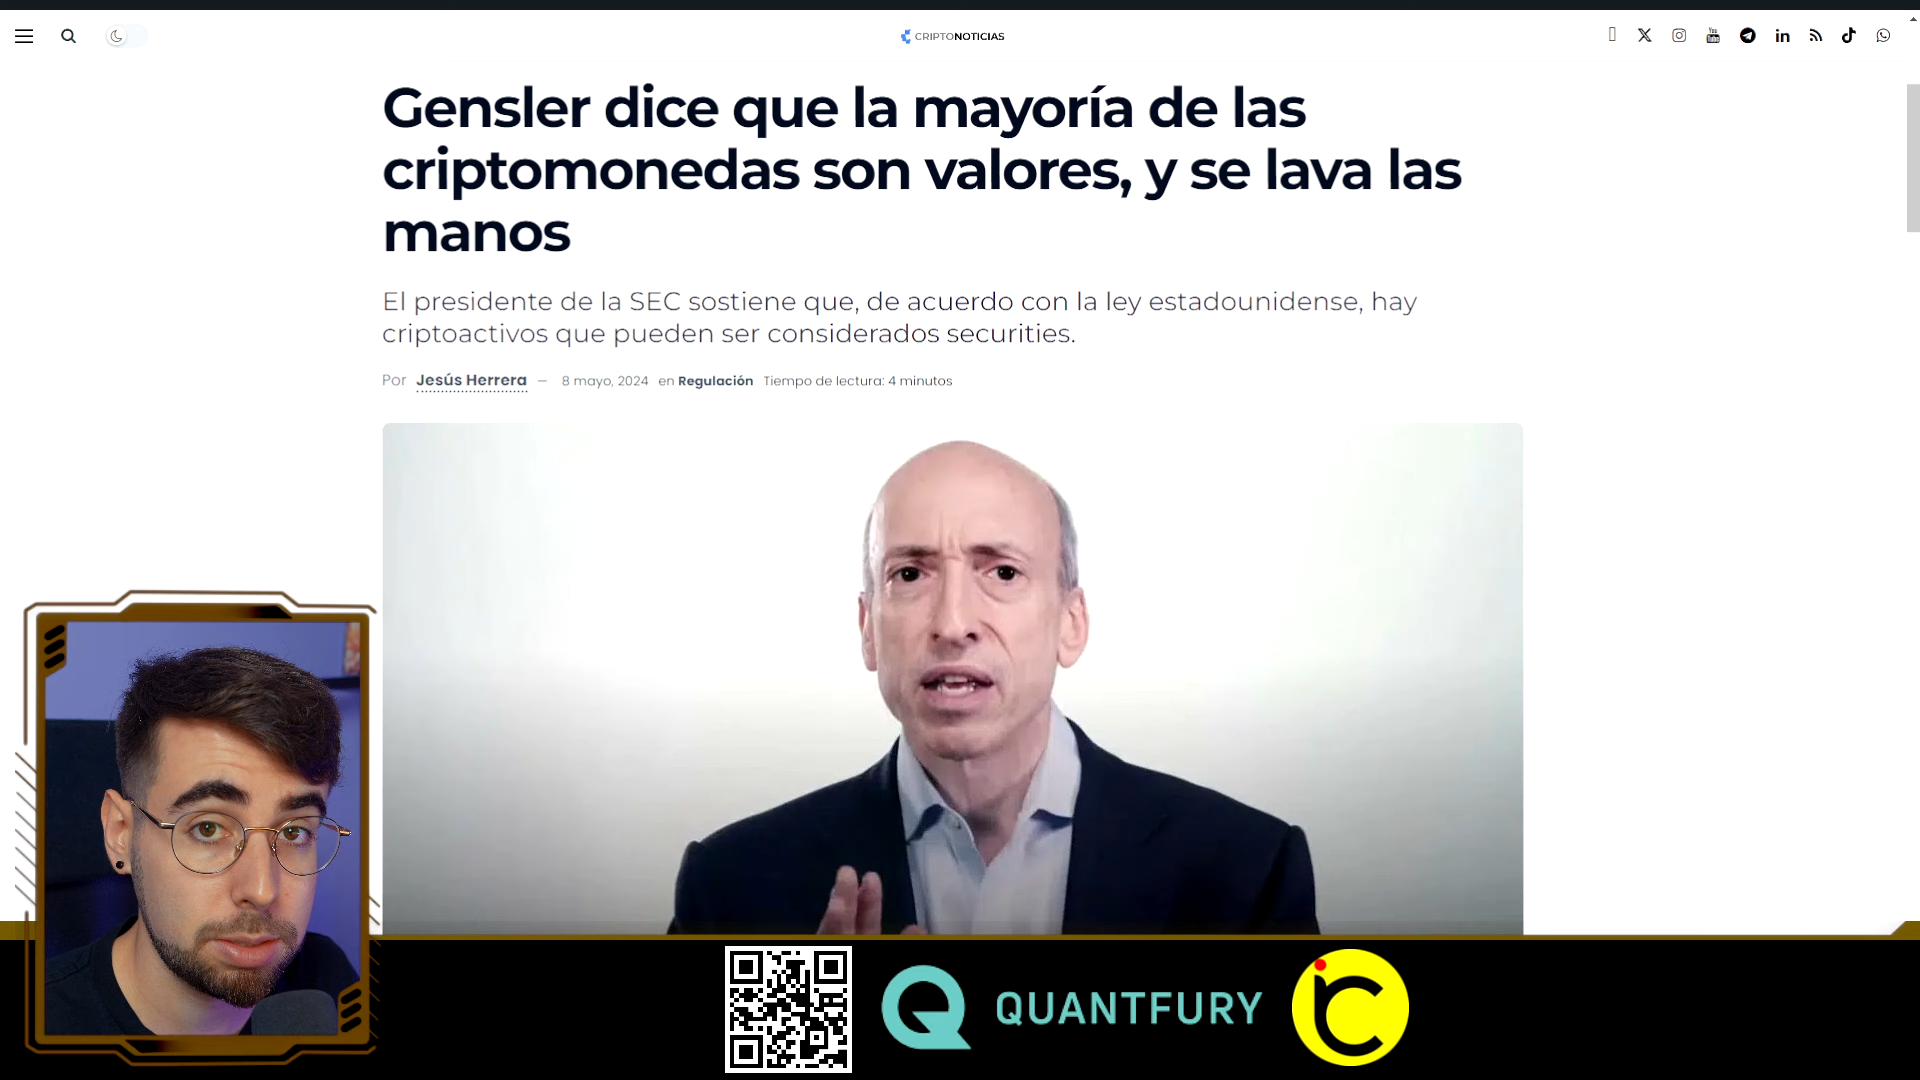 CRIPTONOTICIAS
Gensler dice que la mayoría de las
criptomonedas son valores, y se lava las
manos
El presidente de la SEC sostiene que, de acuerdo con la ley estadounidense, hay
criptoactivos que pueden ser considerados securities.
Por Jesús Herrera — 8 mayo, 2024 en Regulación Tiempo de lectura: 4 minutos
QUANTFURY